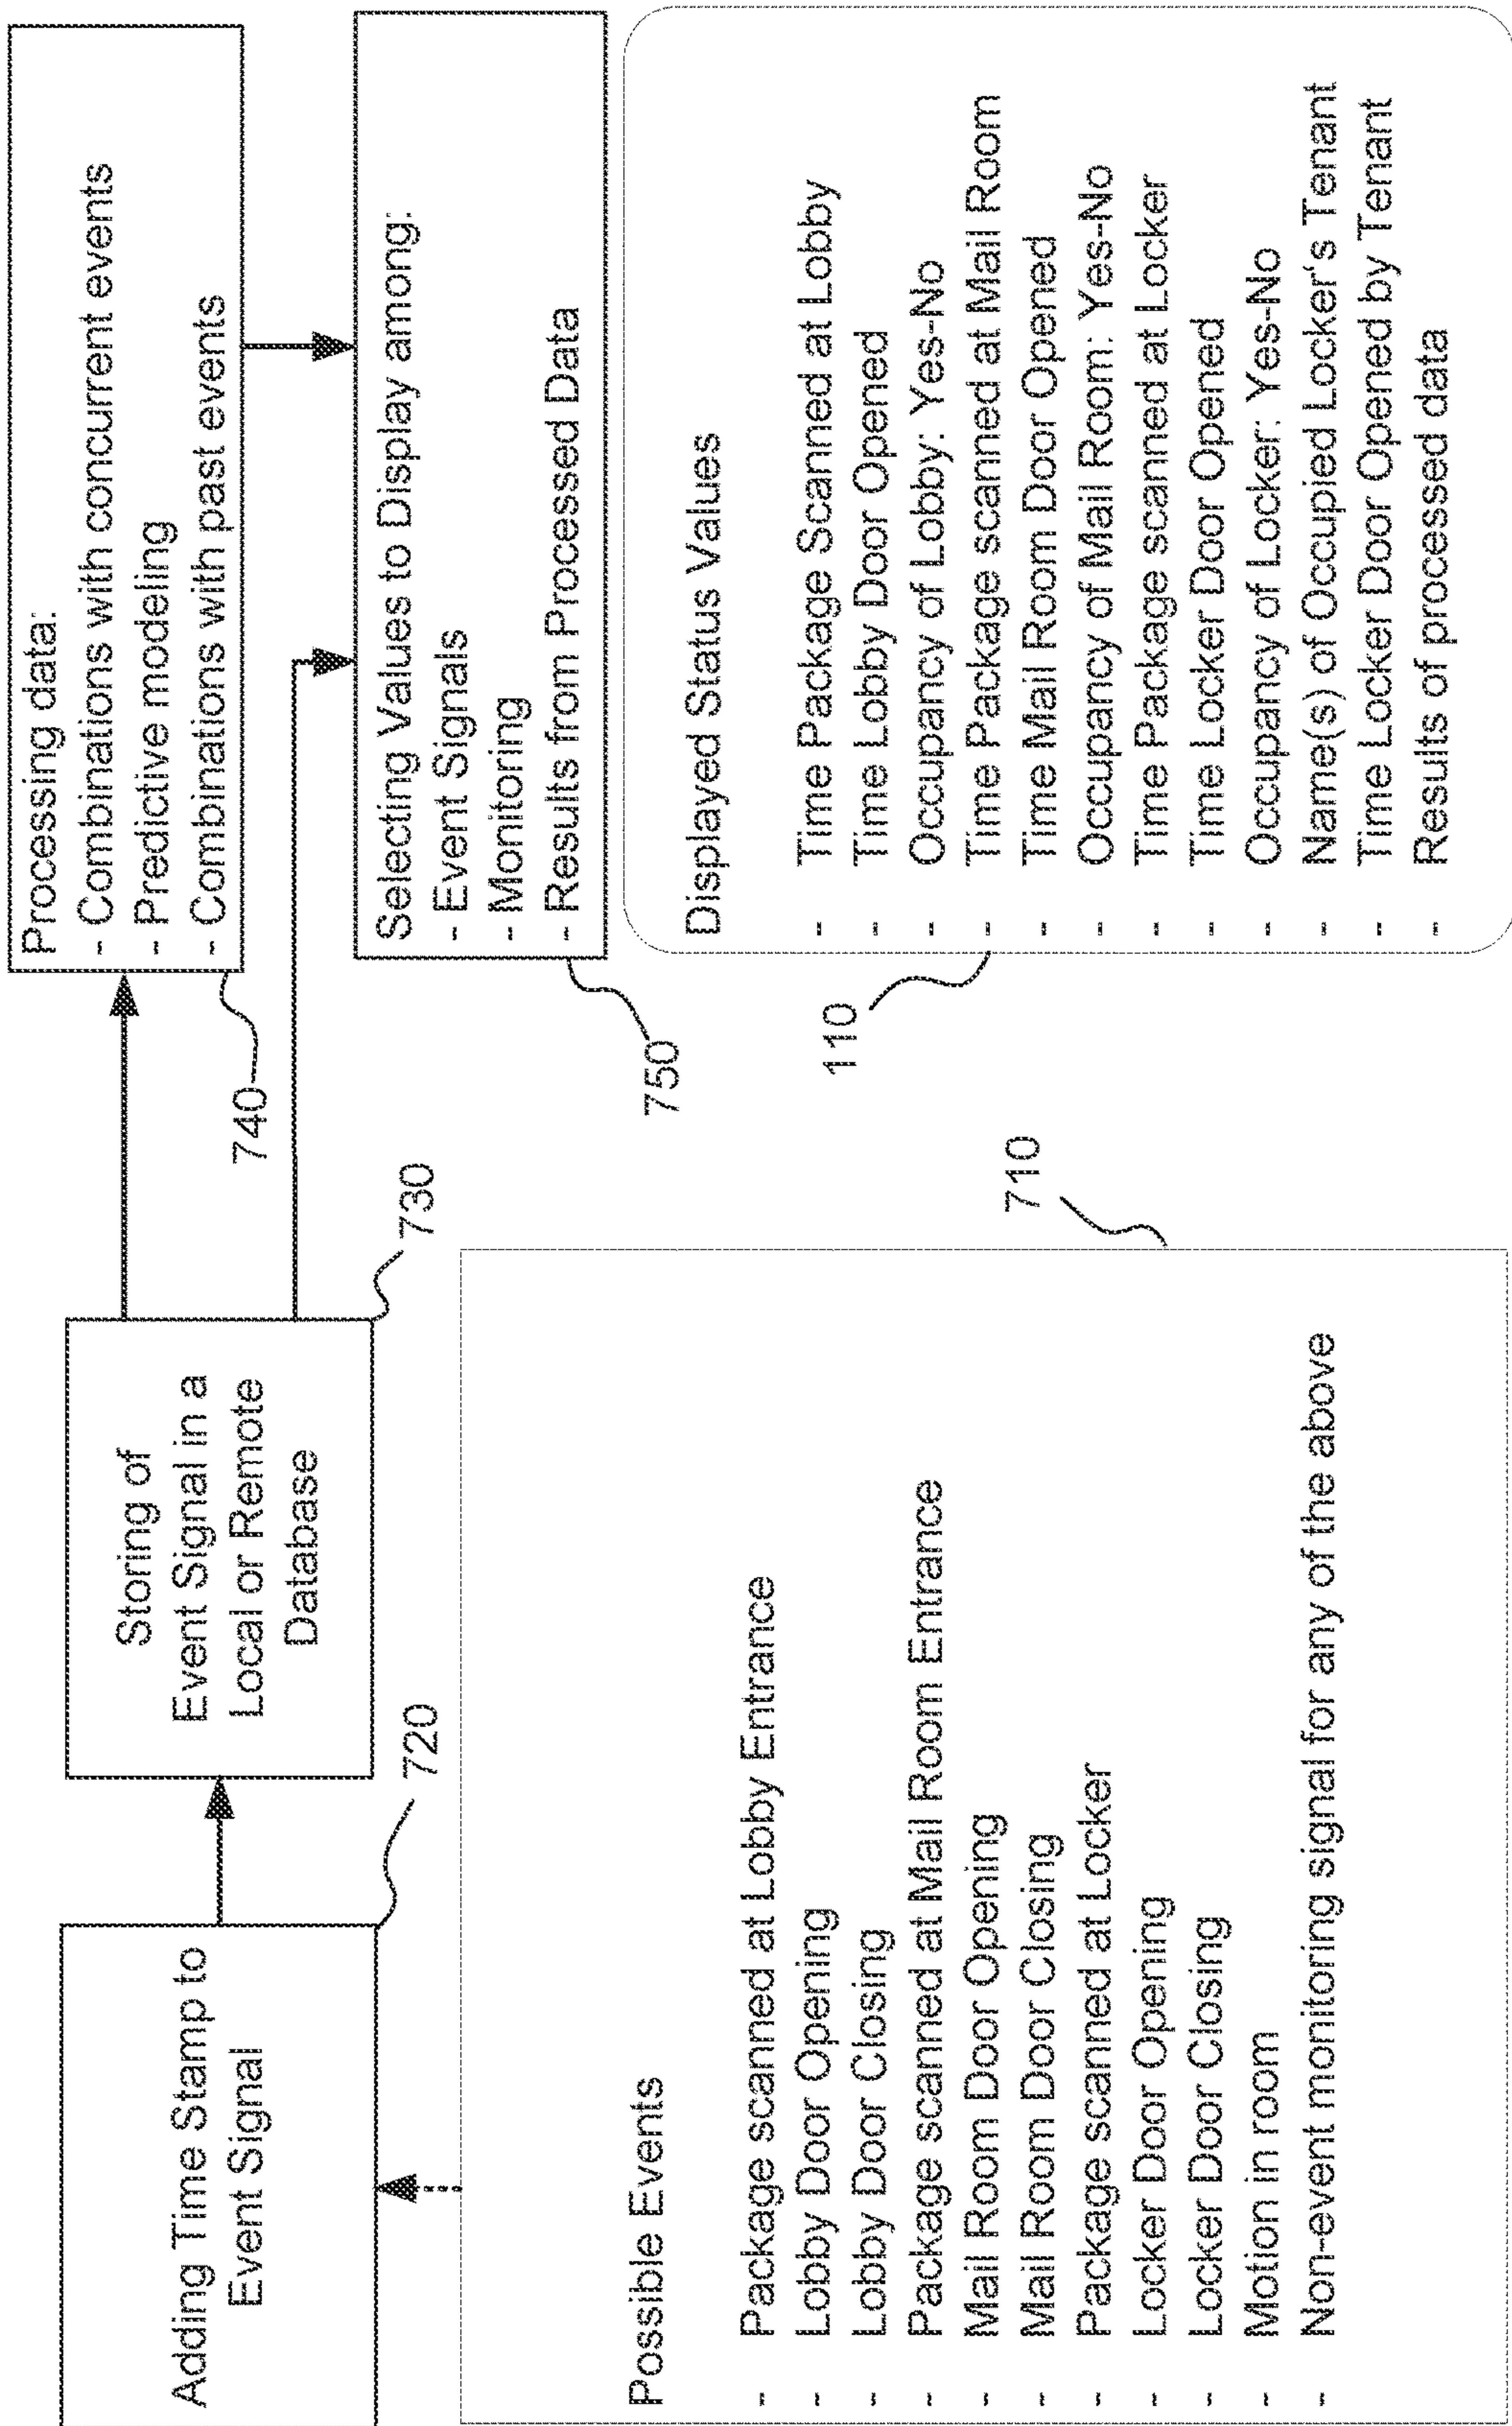 Adding Time Stamp to
Event Signal
720
Storing of
Event Signal in a
Local or Remote
Database
730
Processing data:
- Combinations with concurrent events
- Predictive modeling
- Combinations with past events
740
Selecting Values to Display among:
- Event Signals
- Monitoring
- Results from Processed Data
750
Possible Events
- Package scanned at Lobby Entrance
- Lobby Door Opening
- Lobby Door Closing
- Package scanned at Mail Room Entrance
- Mail Room Door Opening
- Mail Room Door Closing
- Package scanned at Locker
- Locker Door Opening
- Locker Door Closing
- Motion in room
- Non-event monitoring signal for any of the above
710
Displayed Status Values
- Time Package Scanned at Lobby
- Time Lobby Door Opened
- Occupancy of Lobby: Yes-No
- Time Package scanned at Mail Room
- Time Mail Room Door Opened
- Occupancy of Mail Room: Yes-No
- Time Package scanned at Locker
- Time Locker Door Opened
- Occupancy of Locker: Yes-No
- Name(s) of Occupied Locker's Tenant
- Time Locker Door Opened by Tenant
- Results of processed data
110